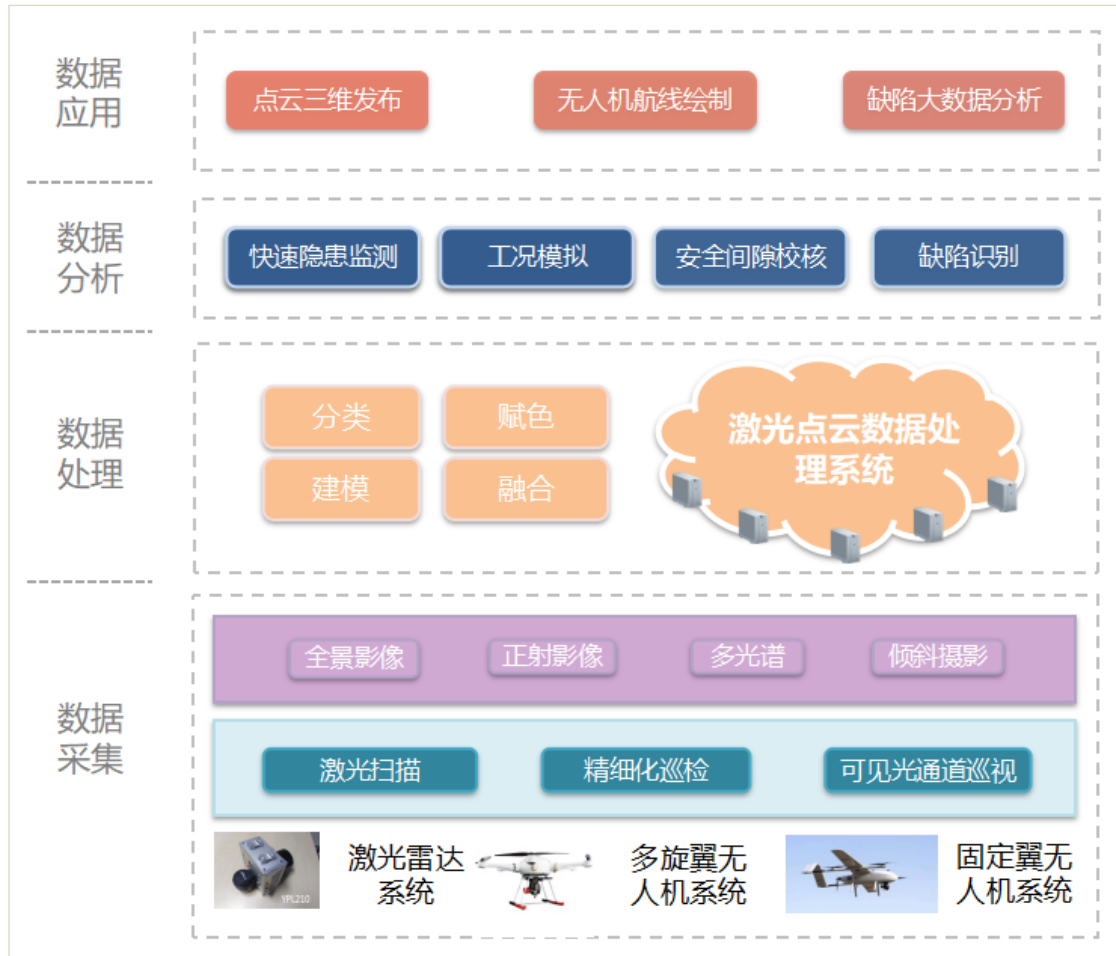 数据
应用
点云三维发布
无人机航线绘制
缺陷大数据分析
数据
分析
快速隐患监测
工况模拟
安全间隙校核
缺陷识别
数据
处理
分类
赋色
建模
融合
激光点云数据处
理系统
数据
采集
全景影像
正射影像
多光谱
倾斜摄影
激光扫描
精细化巡检
可见光通道巡视
YPL210
激光雷达
系统
多旋翼无
人机系统
固定翼无
人机系统